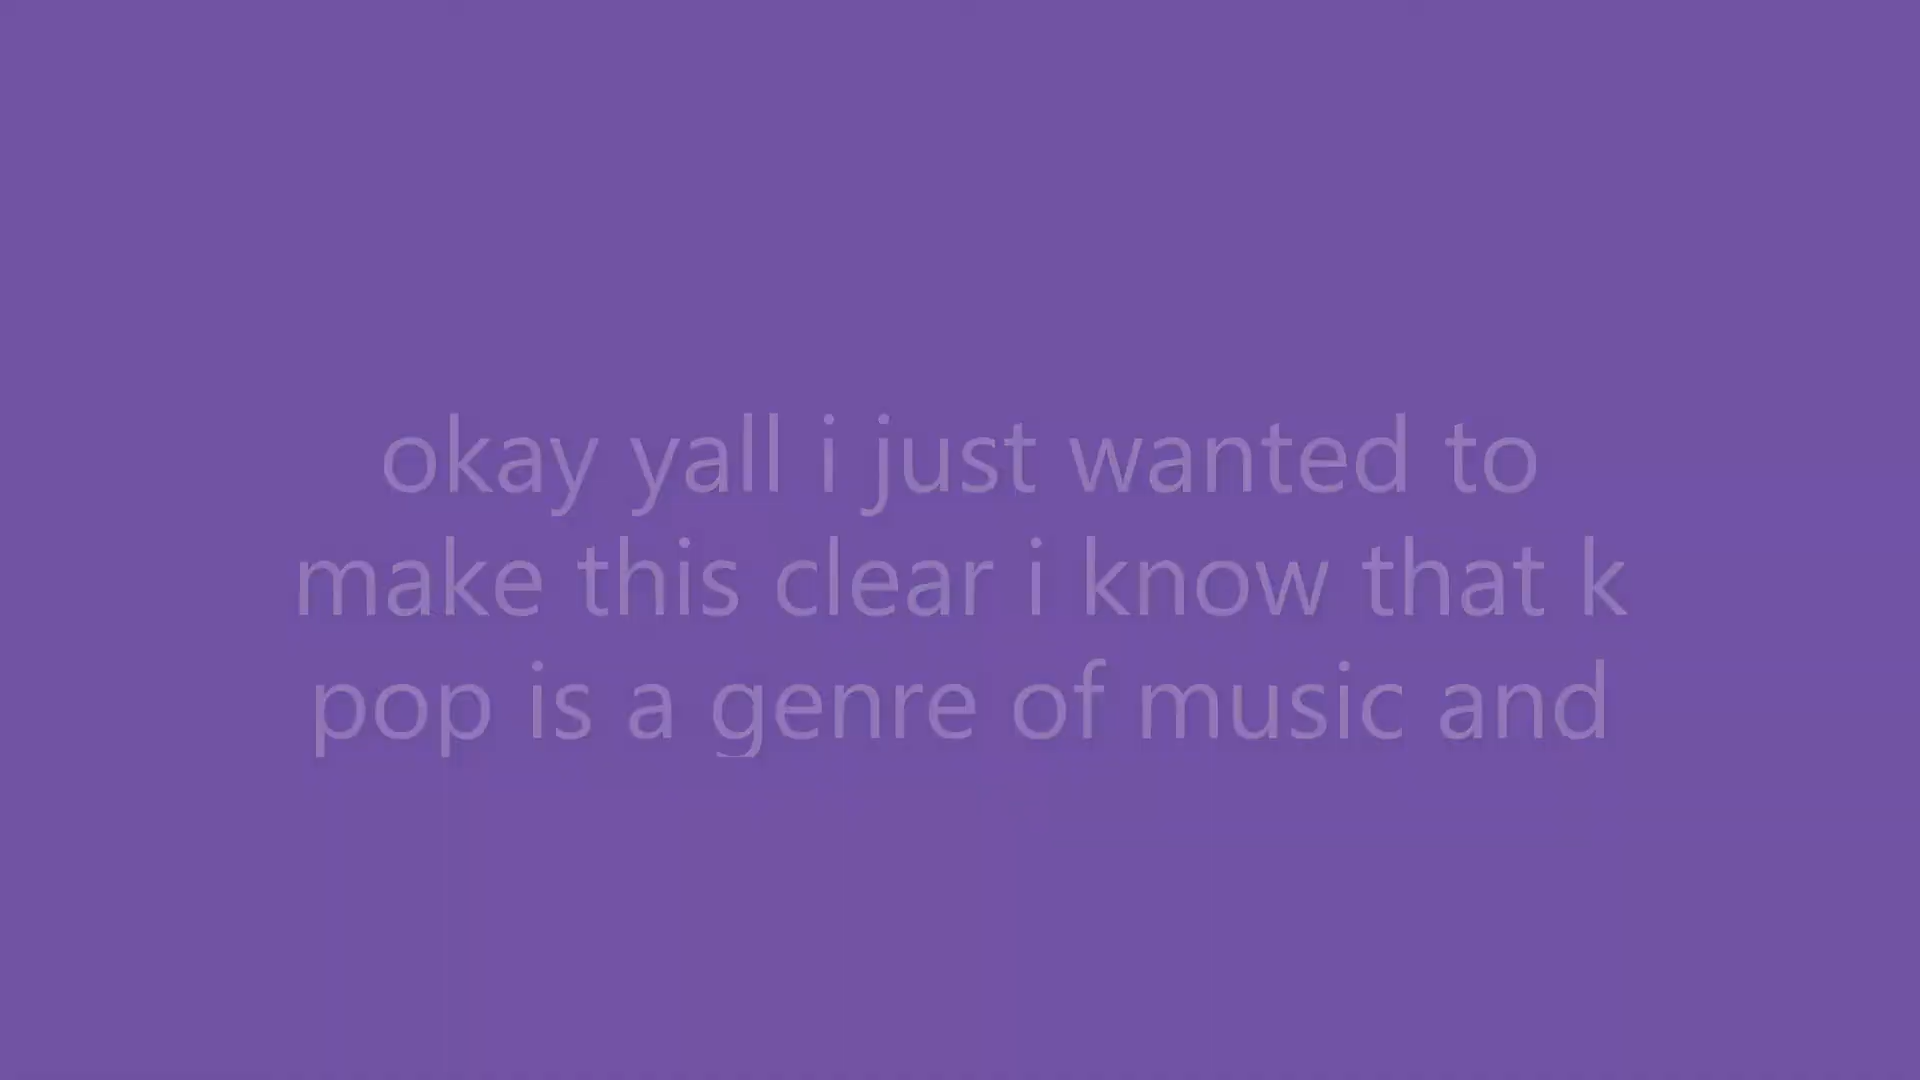 okay yall i just wanted to
make this clear i know that k
pop is a genre of music and